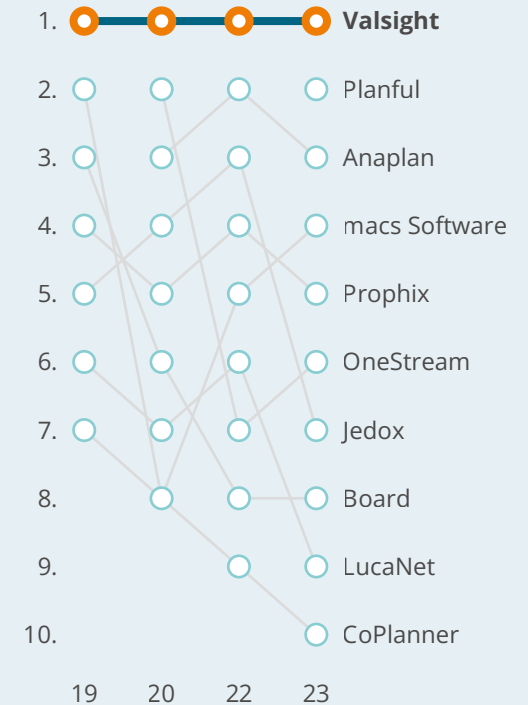 1. Valsight
2. Planful
3. Anaplan
4. macs Software
5. Prophix
6. OneStream
7. Jedox
8. Board
9. LucaNet
10. CoPlanner
19 20 22 23